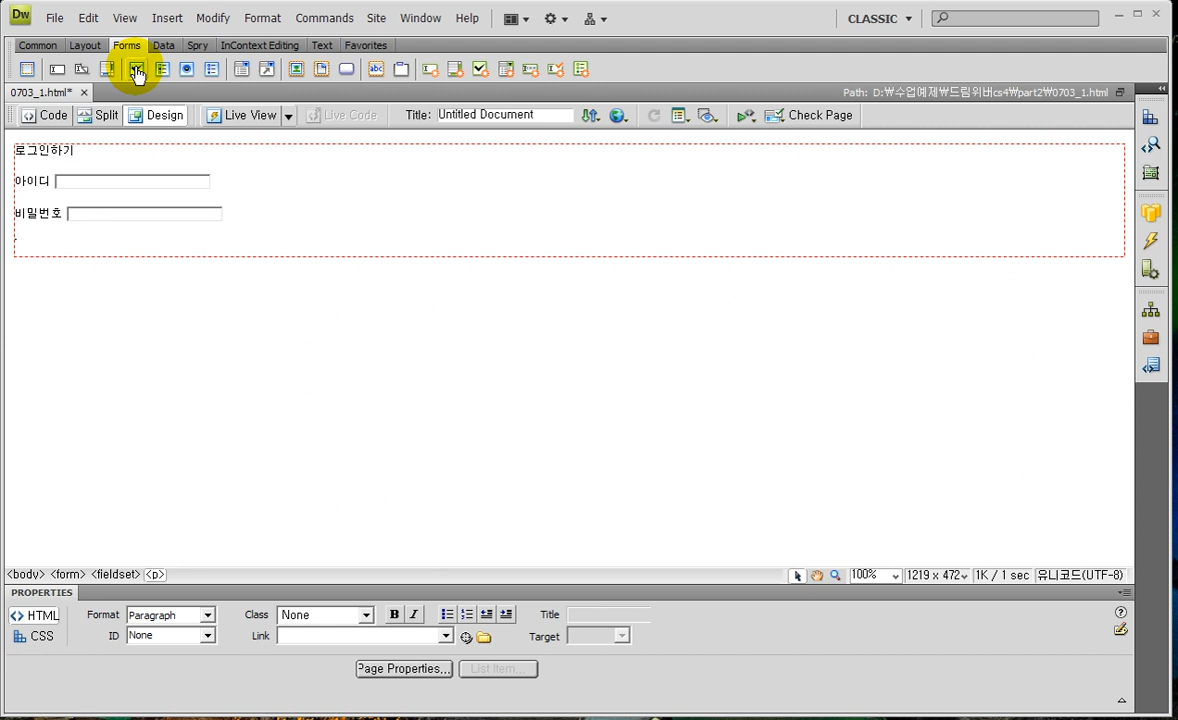 Dw File Edit View Insert Modify Format Commands Site Window Help CLASSIC
Common Layout Forms Data Spry InContext Editing Text Favorites
0703_1.html* Path: D:₩수업예제₩드림위버cs4₩part2₩0703_1.html
Code Split Design Live View Live Code Title: Untitled Document Check Page
로그인하기
아이디
비밀번호
<body> <form> <fieldset> <p> 100% 1219 x 472 1K / 1 sec 유니코드(UTF-8)
PROPERTIES
<> HTML Format Paragraph Class None B I Title
CSS ID None Link Target
Page Properties... List Item...